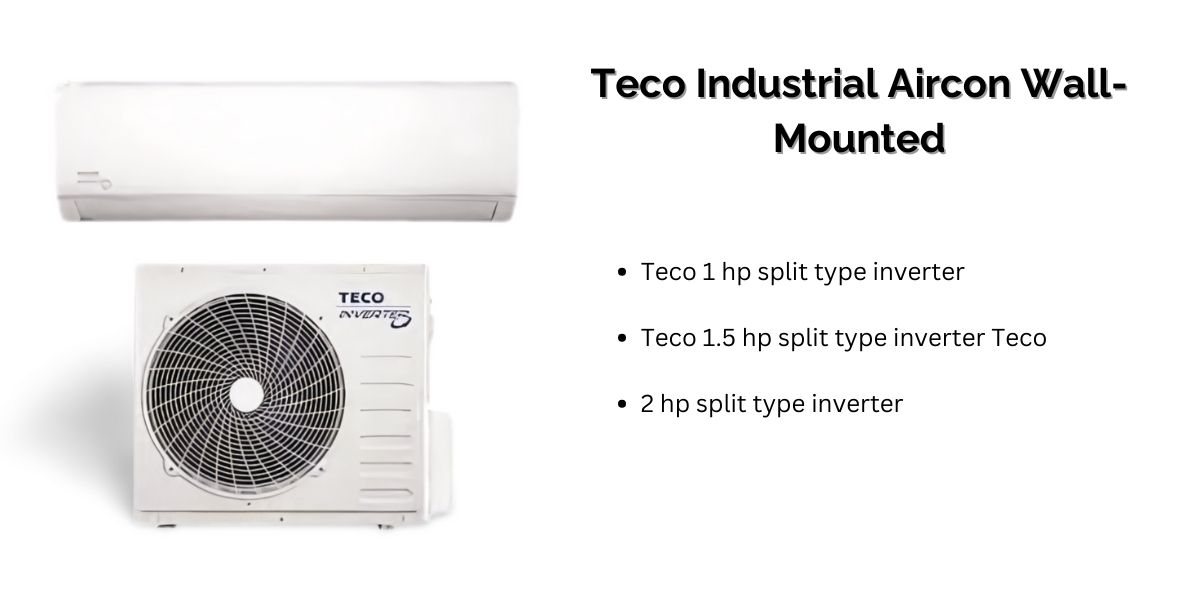 Teco Industrial Aircon Wall-
Mounted
TECO
INVERTER
Teco 1 hp split type inverter
Teco 1.5 hp split type inverter Teco
2 hp split type inverter